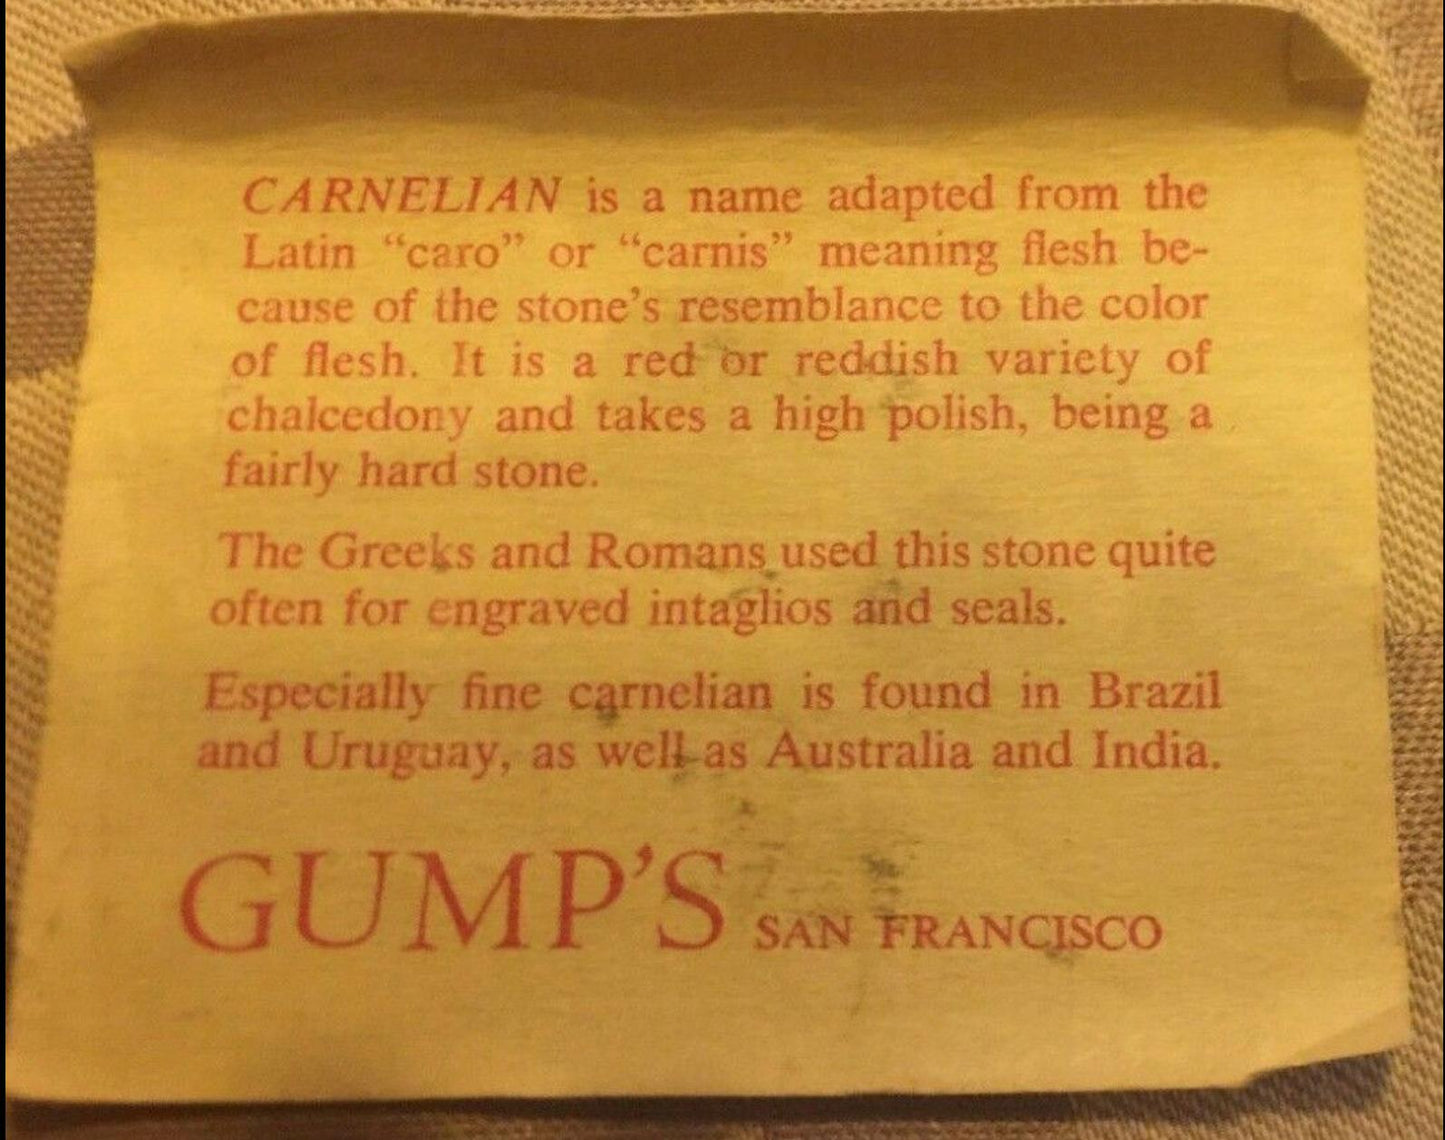 CARNELIAN is a name adapted from the
Latin “caro” or “carnis” meaning flesh be-
cause of the stone’s resemblance to the color
of flesh. It is a red or reddish variety of
chalcedony and takes a high polish, being a
fairly hard stone.
The Greeks and Romans used this stone quite
often for engraved intaglios and seals.
Especially fine carnelian is found in Brazil
and Uruguay, as well as Australia and India.
GUMP’S SAN FRANCISCO